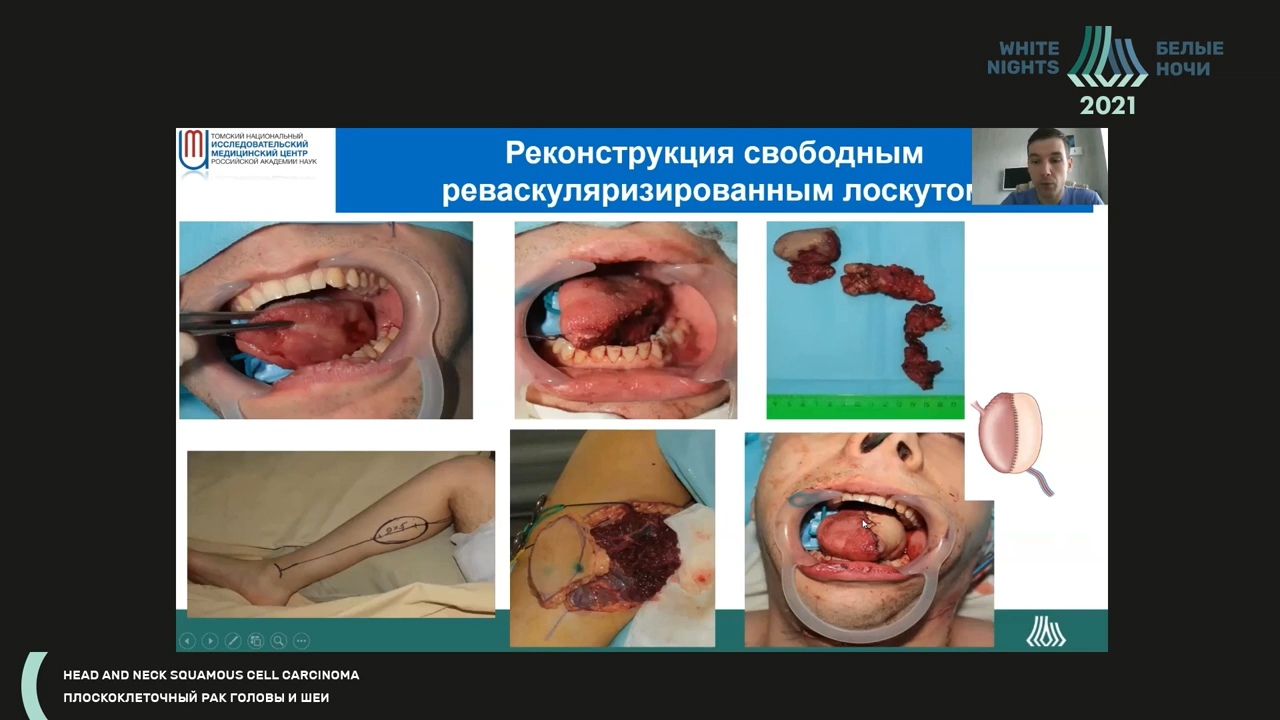 WHITE
NIGHTS
БЕЛЫЕ
НОЧИ
2021
ТОМСКИЙ НАЦИОНАЛЬНЫЙ
ИССЛЕДОВАТЕЛЬСКИЙ
МЕДИЦИНСКИЙ ЦЕНТР
РОССИЙСКОЙ АКАДЕМИИ НАУК
Реконструкция свободным
реваскуляризированным лоскутом
HEAD AND NECK SQUAMOUS CELL CARCINOMA
ПЛОСКОКЛЕТОЧНЫЙ РАК ГОЛОВЫ И ШЕИ